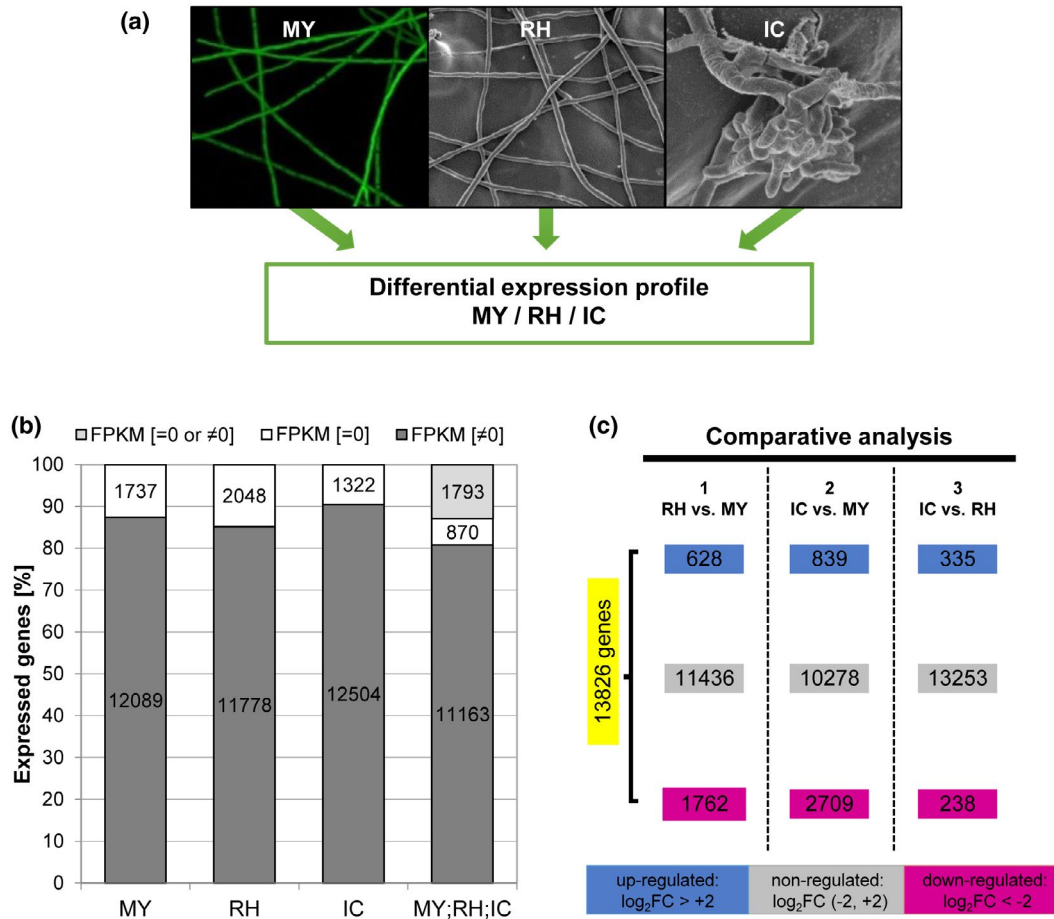 (a)
MY
RH
IC
Differential expression profile
MY / RH / IC
(b)
FPKM [=0 or ≠0] FPKM [=0] FPKM [≠0]
Expressed genes [%]
100
90
80
70
60
50
40
30
20
10
0
1737
2048
1322
1793
870
12089
11778
12504
11163
MY
RH
IC
MY;RH;IC
(c)
Comparative analysis
1
RH vs. MY
2
IC vs. MY
3
IC vs. RH
13826 genes
628
839
335
11436
10278
13253
1762
2709
238
up-regulated:
log₂FC > +2
non-regulated:
log₂FC (-2, +2)
down-regulated:
log₂FC < -2